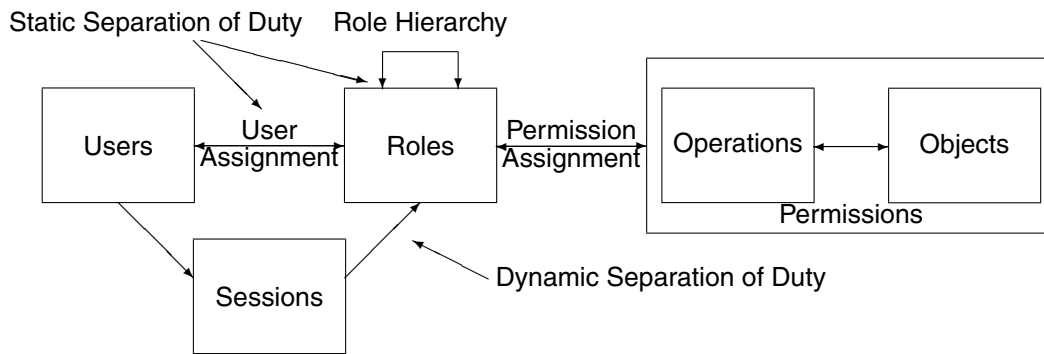 Static Separation of Duty
Role Hierarchy
Users
User
Assignment
Roles
Permission
Assignment
Operations
Objects
Permissions
Sessions
Dynamic Separation of Duty